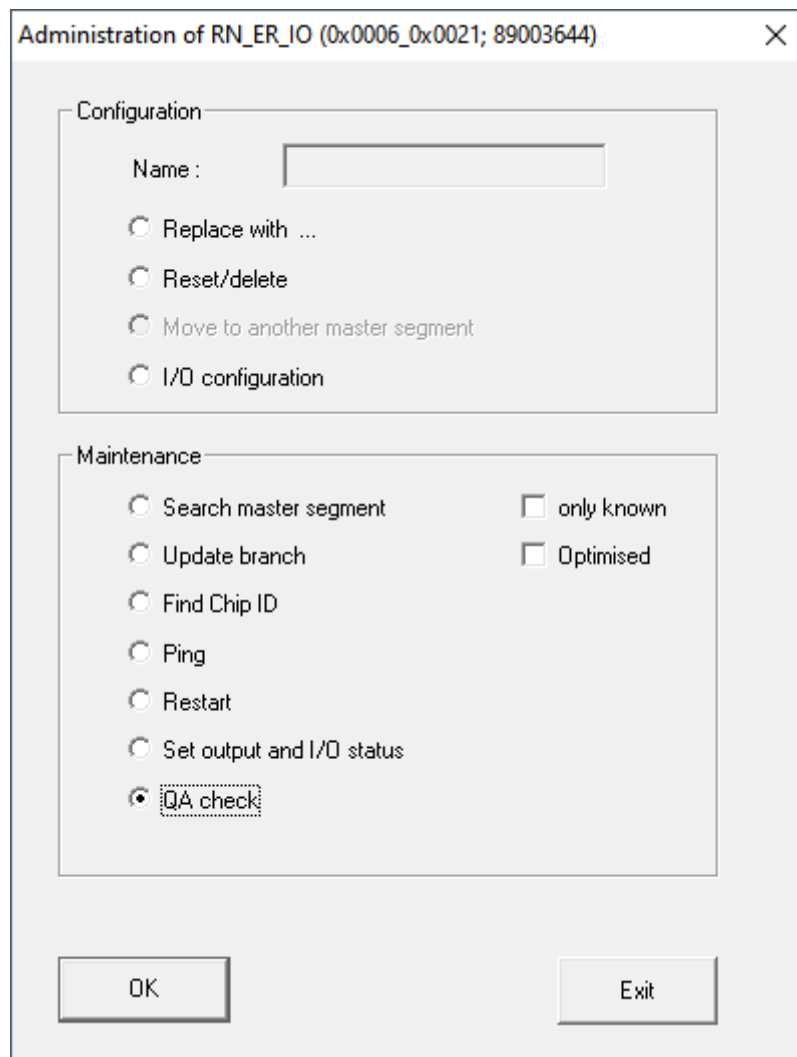 Administration of RN_ER_IO (0x0006_0x0021; 89003644)
Configuration
Name :
Replace with ...
Reset/delete
Move to another master segment
I/O configuration
Maintenance
Search master segment
only known
Update branch
Optimised
Find Chip ID
Ping
Restart
Set output and I/O status
QA check
OK
Exit